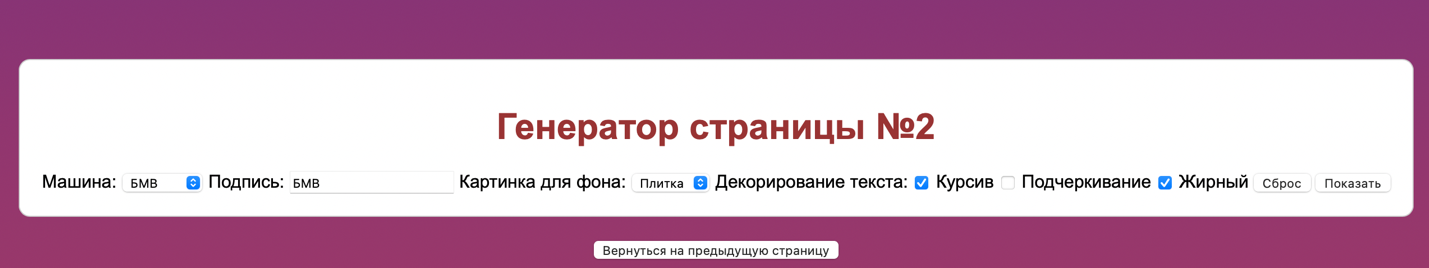 Генератор страницы №2
Машина: БМВ Подпись: БМВ Картинка для фона: Плитка Декорирование текста: Курсив Подчеркивание Жирный Сброс Показать
Вернуться на предыдущую страницу